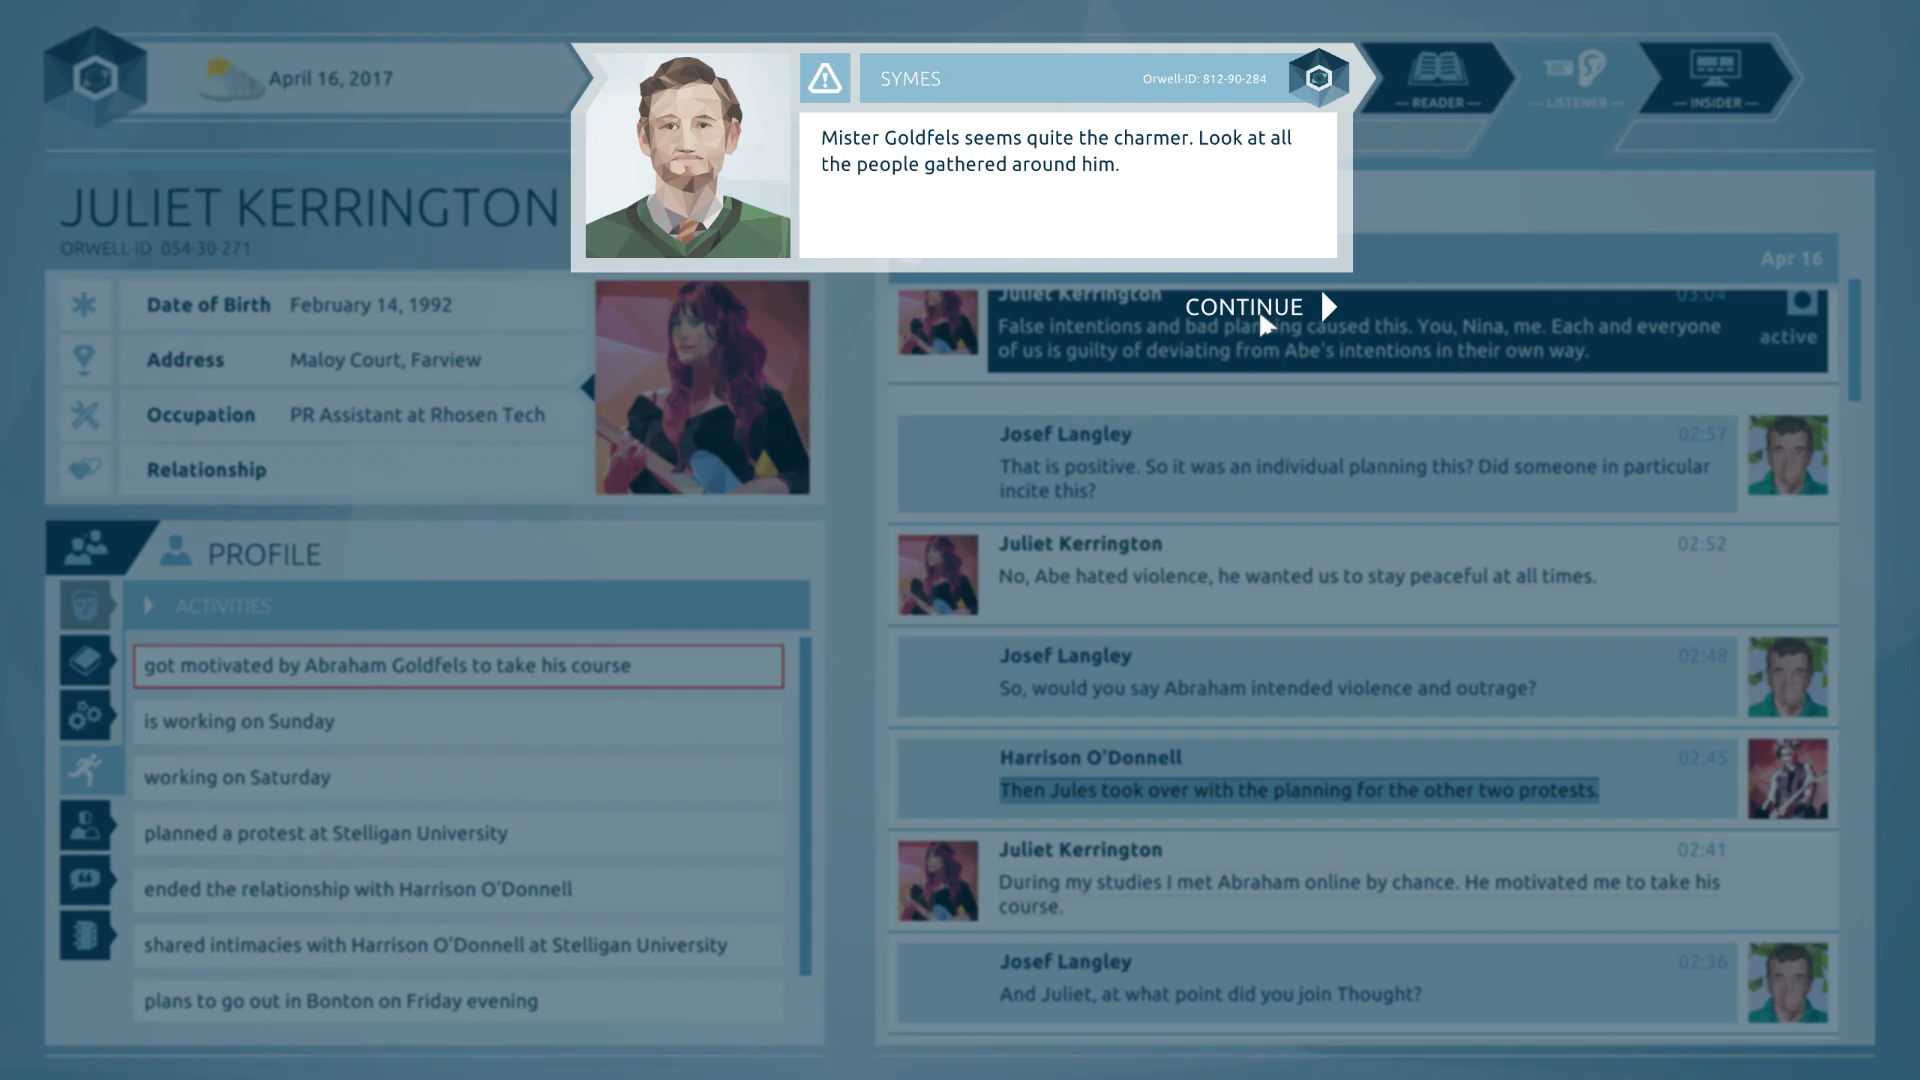 April 16, 2017
SYMES
Orwell-ID: 812-90-284
Mister Goldfels seems quite the charmer. Look at all
the people gathered around him.
CONTINUE
READER
LISTENER
INSIDER
JULIET KERRINGTON
ORWELL-ID 054-30-271
Date of Birth February 14, 1992
Address Maloy Court, Farview
Occupation PR Assistant at Rhosen Tech
Relationship
PROFILE
ACTIVITIES
got motivated by Abraham Goldfels to take his course
is working on Sunday
working on Saturday
planned a protest at Stelligan University
ended the relationship with Harrison O'Donnell
shared intimacies with Harrison O'Donnell at Stelligan University
plans to go out in Bonton on Friday evening
Apr 16
Juliet Kerrington 03:04
False intentions and bad planning caused this. You, Nina, me. Each and everyone
of us is guilty of deviating from Abe's intentions in their own way.
active
Josef Langley 02:57
That is positive. So it was an individual planning this? Did someone in particular
incite this?
Juliet Kerrington 02:52
No, Abe hated violence, he wanted us to stay peaceful at all times.
Josef Langley 02:48
So, would you say Abraham intended violence and outrage?
Harrison O'Donnell 02:45
Then Jules took over with the planning for the other two protests.
Juliet Kerrington 02:41
During my studies I met Abraham online by chance. He motivated me to take his
course.
Josef Langley 02:36
And Juliet, at what point did you join Thought?